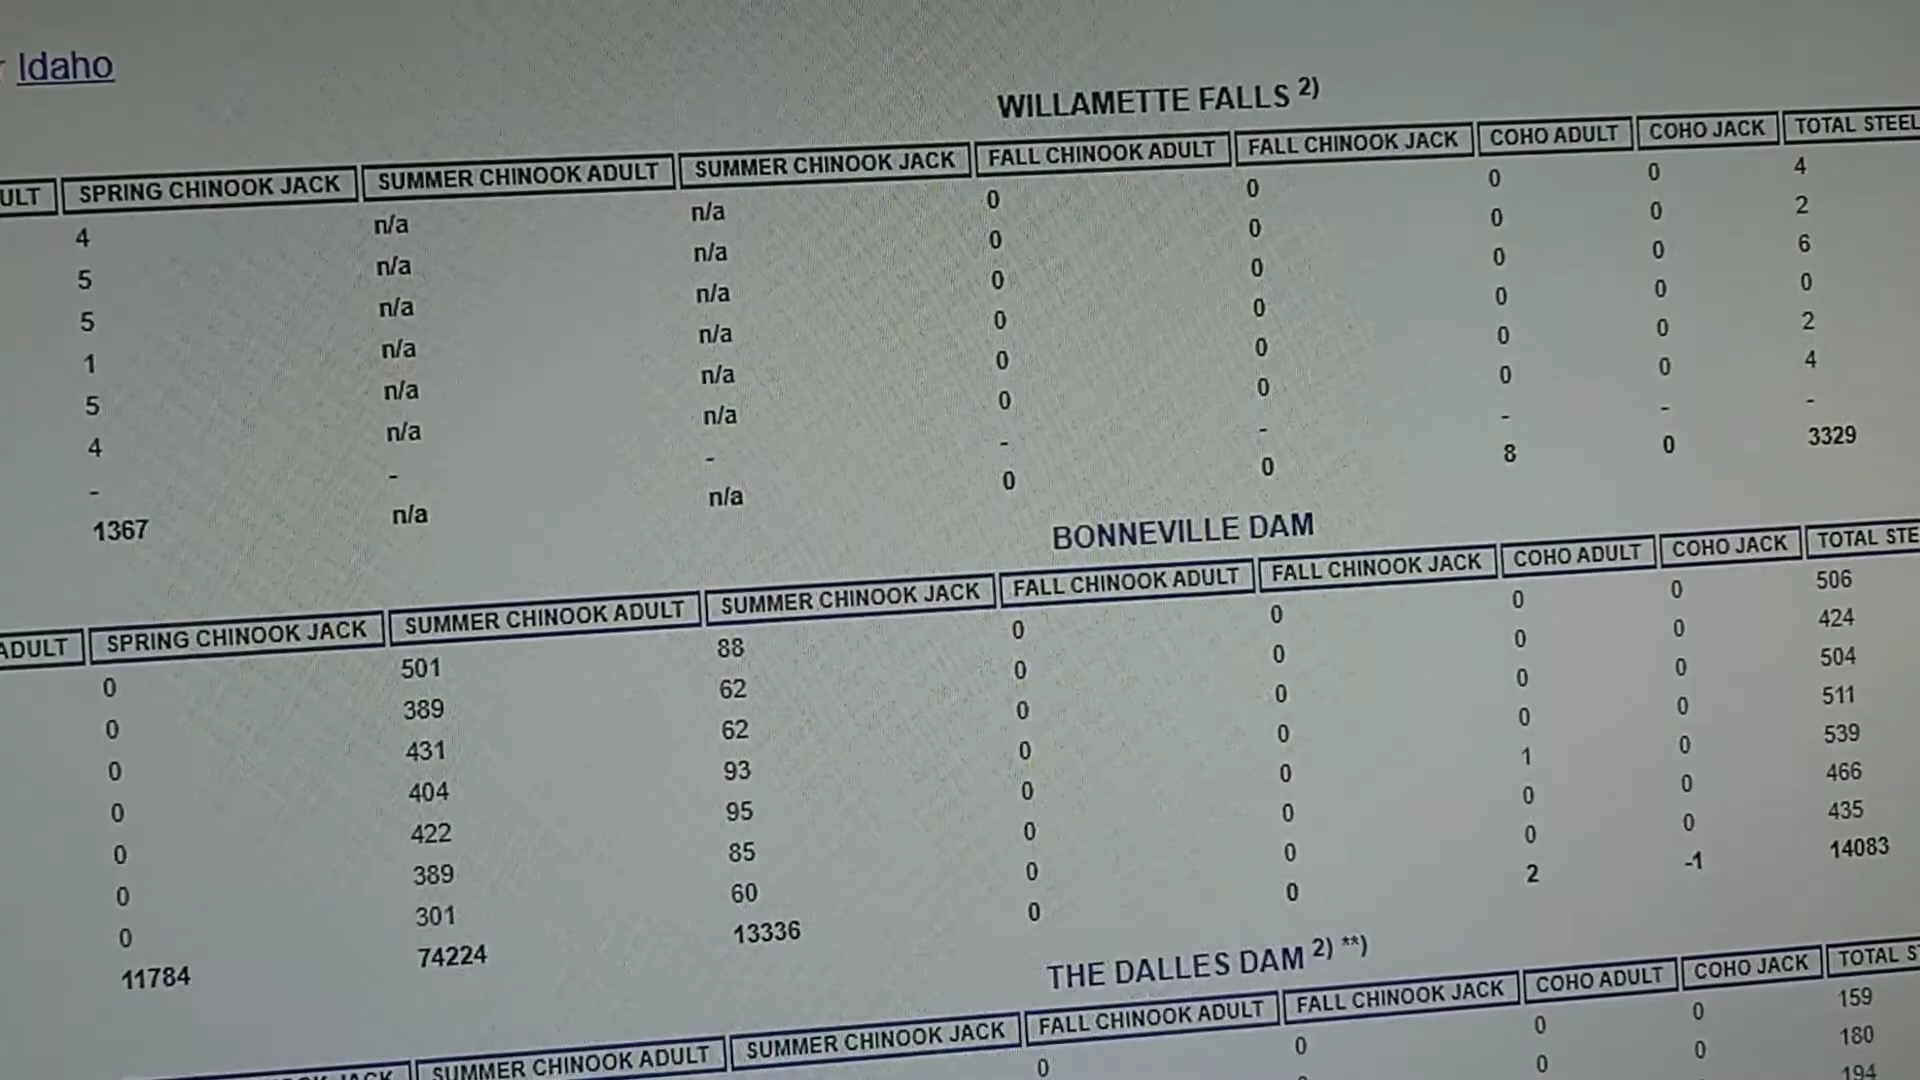 Idaho
WILLAMETTE FALLS 2)
SPRING CHINOOK JACK SUMMER CHINOOK ADULT SUMMER CHINOOK JACK FALL CHINOOK ADULT FALL CHINOOK JACK COHO ADULT COHO JACK TOTAL
4 n/a n/a 0 0 0 0 4
5 n/a n/a 0 0 0 0 2
5 n/a n/a 0 0 0 0 6
1 n/a n/a 0 0 0 0 0
5 n/a n/a 0 0 0 0 2
4 n/a n/a 0 0 0 0 4
- - - - - - - -
1367 n/a n/a 0 0 8 0 3329
BONNEVILLE DAM
ADULT SPRING CHINOOK JACK SUMMER CHINOOK ADULT SUMMER CHINOOK JACK FALL CHINOOK ADULT FALL CHINOOK JACK COHO ADULT COHO JACK TOTAL
0 501 88 0 0 0 0 506
0 389 62 0 0 0 0 424
0 431 62 0 0 0 0 504
0 404 93 0 0 0 0 511
0 422 95 0 0 1 0 539
0 389 85 0 0 0 0 466
0 301 60 0 0 0 0 435
11784 74224 13336 0 0 2 -1 14083
THE DALLES DAM 2) **)
JACK SUMMER CHINOOK ADULT SUMMER CHINOOK JACK FALL CHINOOK ADULT FALL CHINOOK JACK COHO ADULT COHO JACK TOTAL
0 0 0 0 159
0 0 180
194